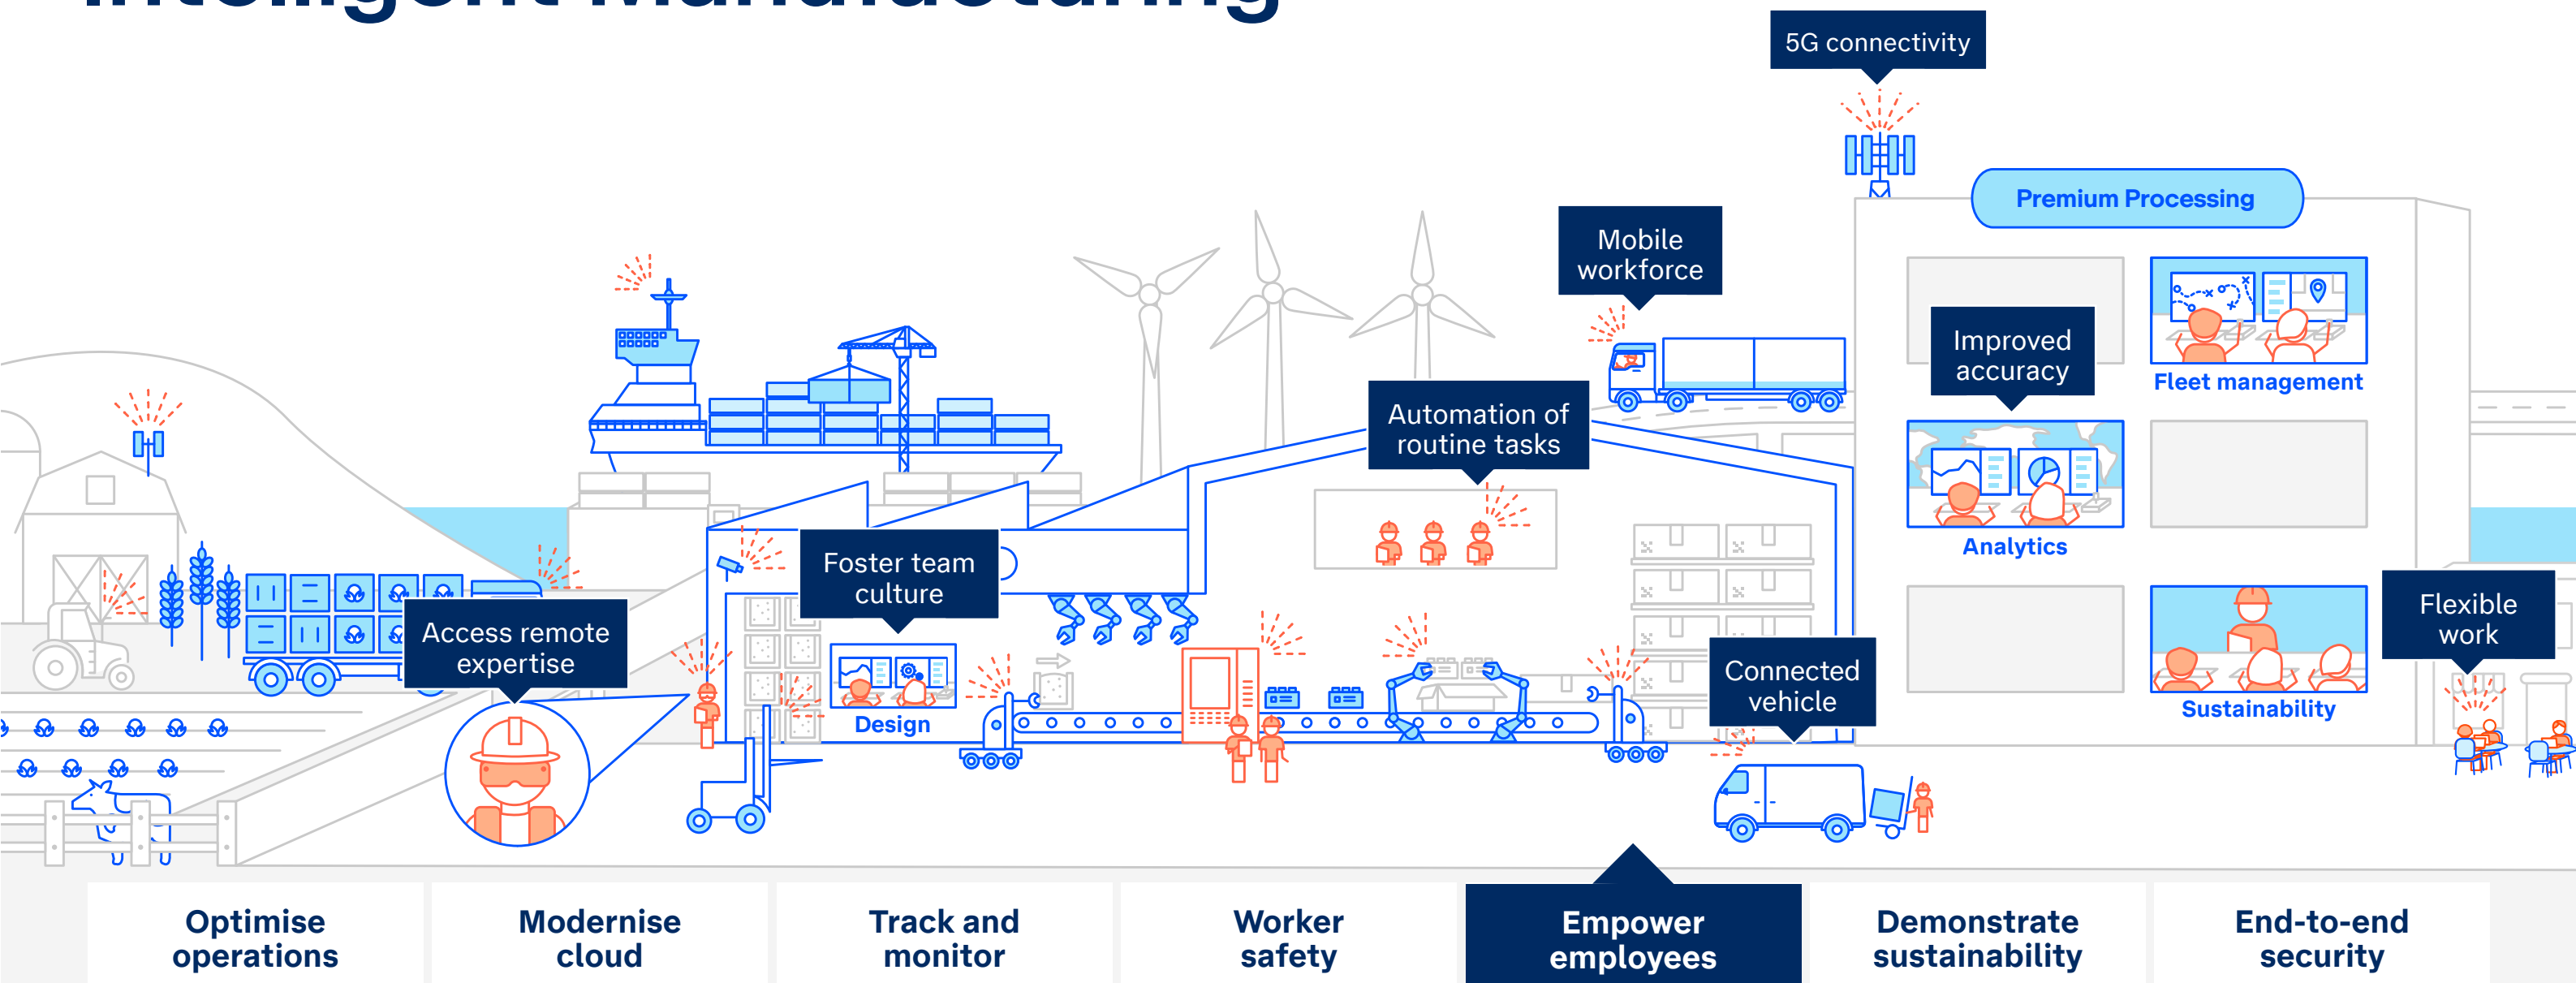 Intelligent Manufacturing
5G connectivity
Premium Processing
Mobile
workforce
Improved
accuracy
Fleet management
Automation of
routine tasks
Analytics
Foster team
culture
Flexible
work
Access remote
expertise
Connected
vehicle
Design
Sustainability
Optimise
operations
Modernise
cloud
Track and
monitor
Worker
safety
Empower
employees
Demonstrate
sustainability
End-to-end
security